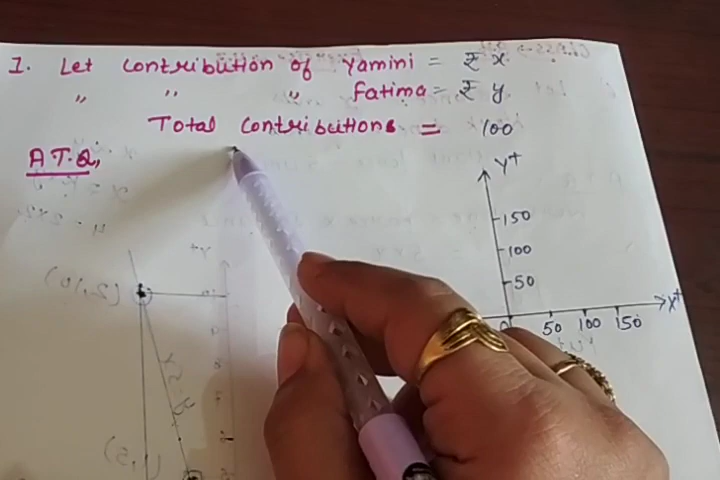 1. Let contribution of Yamini = ₹ x
" " " Fatima = ₹ y
Total contributions = 100
A.T.Q,
Y+
150
100
50
0 50 100 150 X+